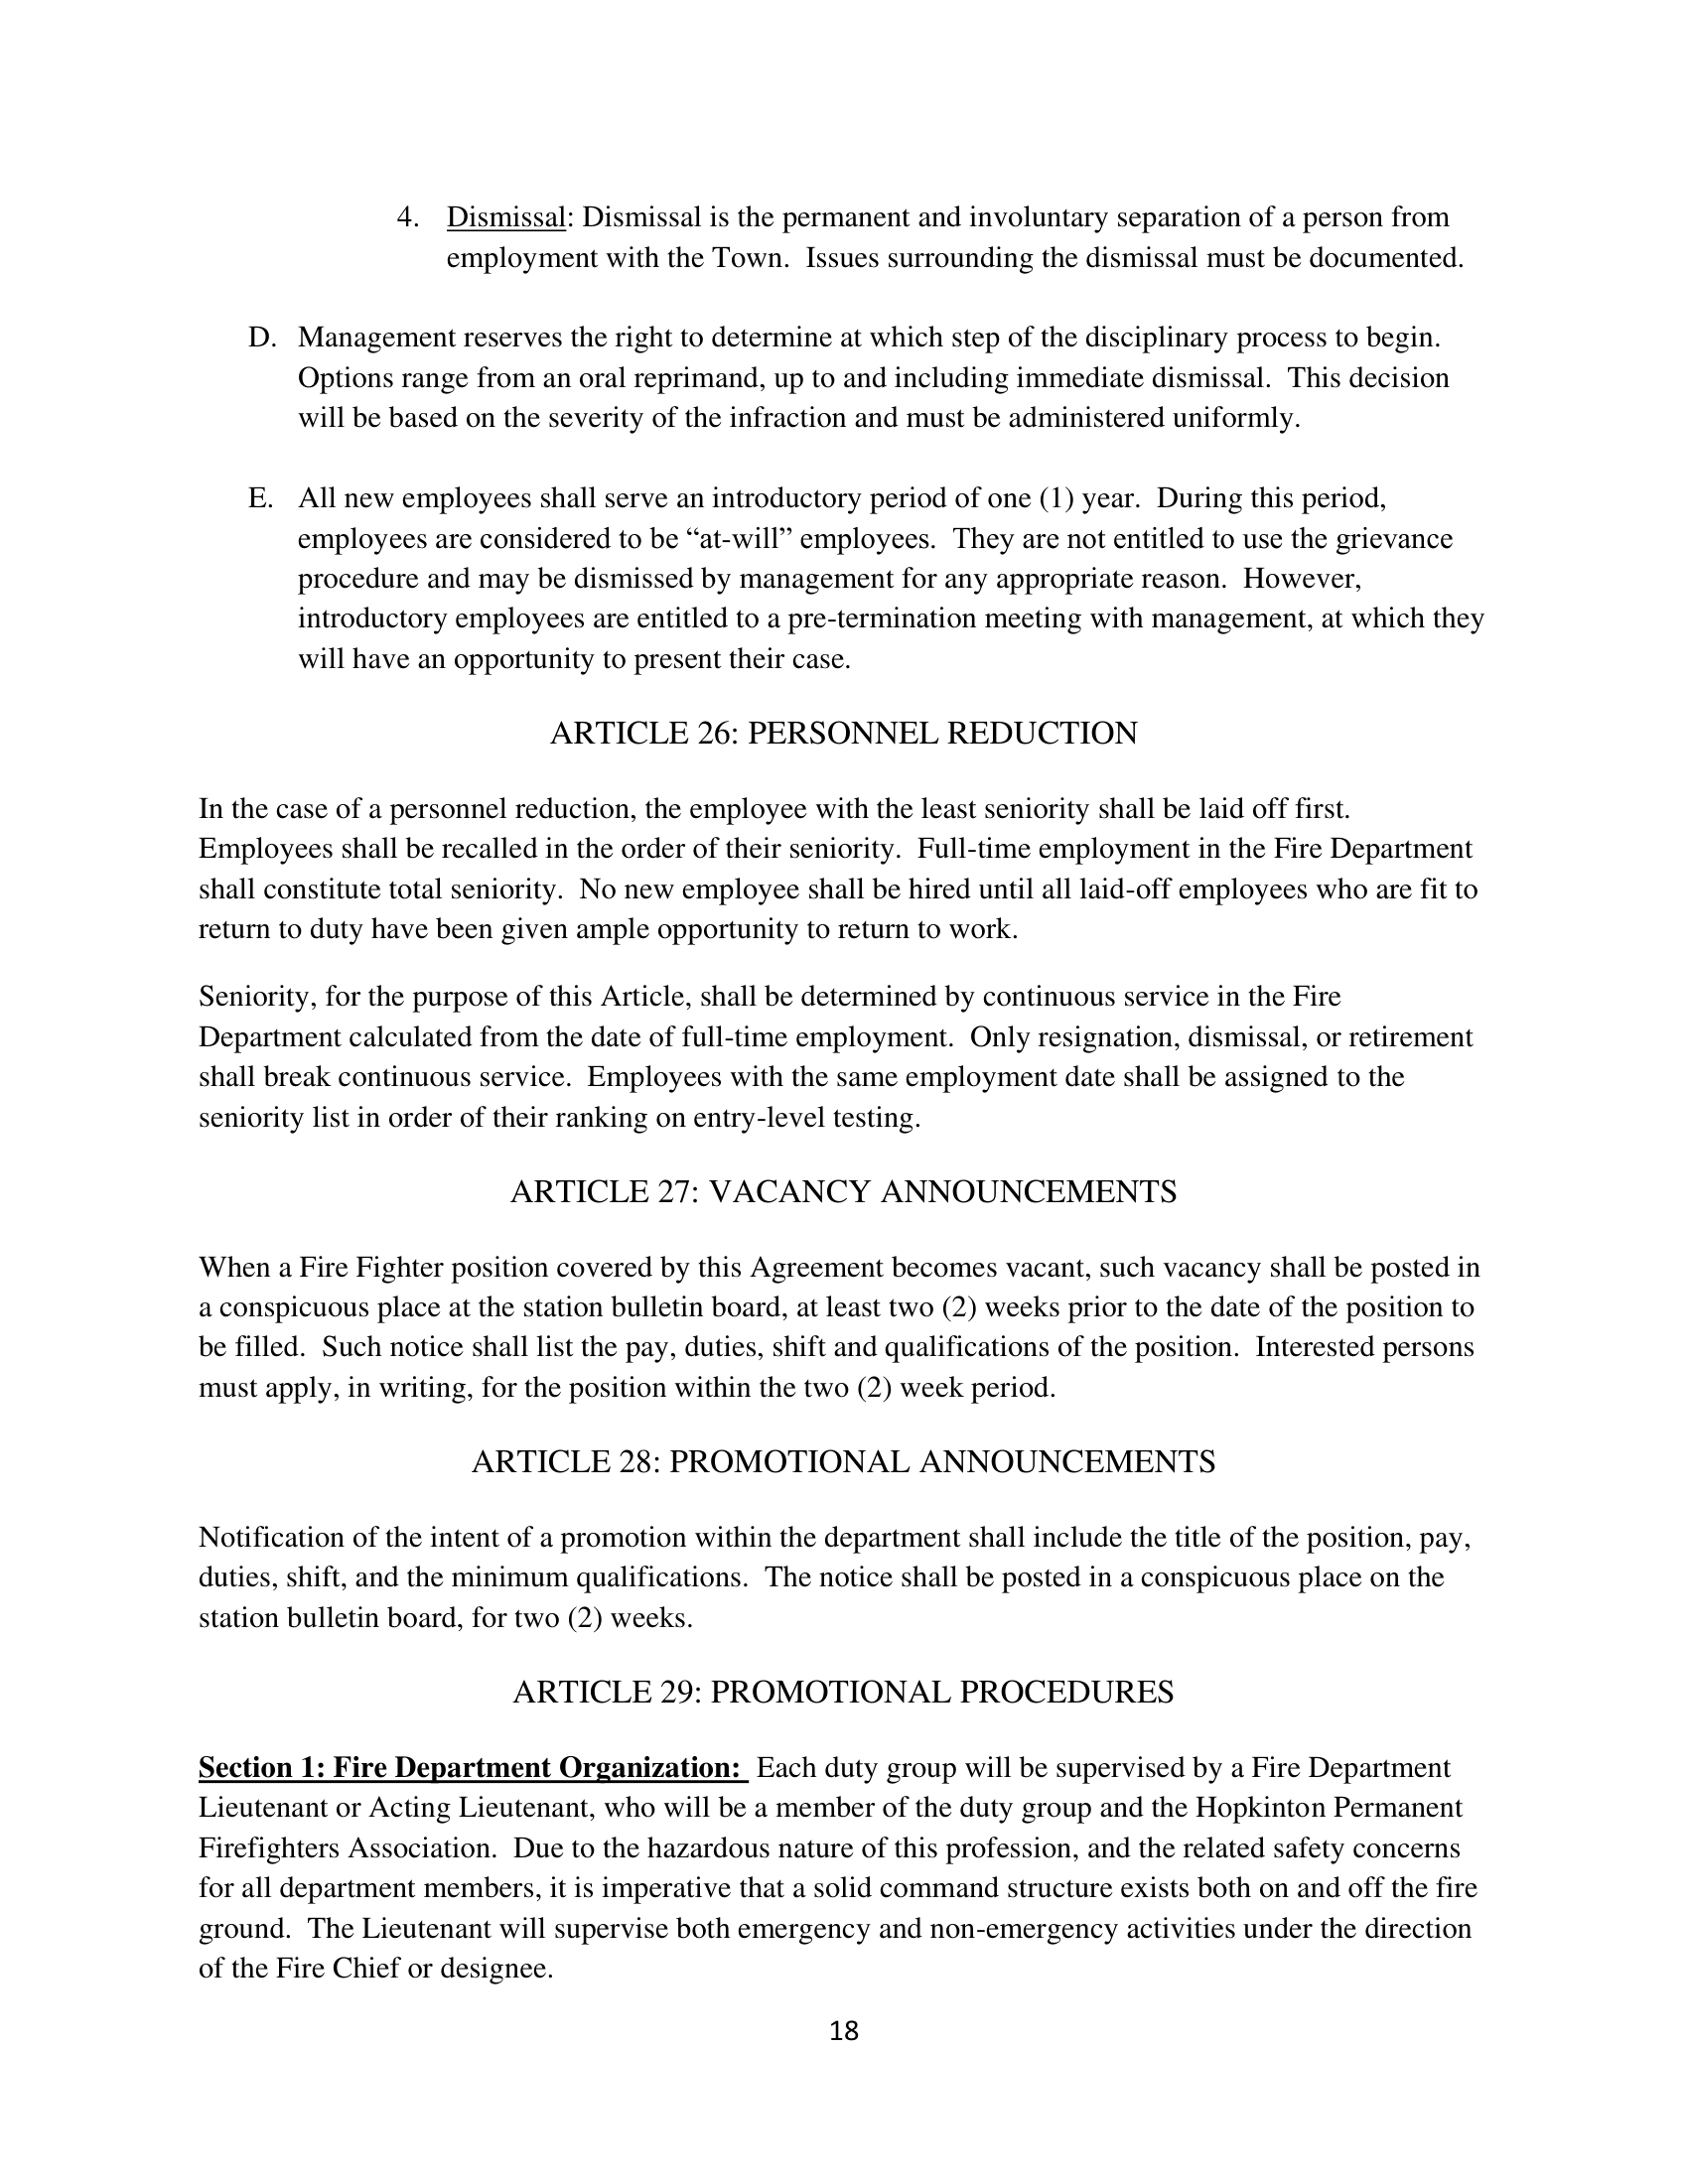 4. Dismissal: Dismissal is the permanent and involuntary separation of a person from
employment with the Town. Issues surrounding the dismissal must be documented.
D. Management reserves the right to determine at which step of the disciplinary process to begin.
Options range from an oral reprimand, up to and including immediate dismissal. This decision
will be based on the severity of the infraction and must be administered uniformly.
E. All new employees shall serve an introductory period of one (1) year. During this period,
employees are considered to be “at-will” employees. They are not entitled to use the grievance
procedure and may be dismissed by management for any appropriate reason. However,
introductory employees are entitled to a pre-termination meeting with management, at which they
will have an opportunity to present their case.
ARTICLE 26: PERSONNEL REDUCTION
In the case of a personnel reduction, the employee with the least seniority shall be laid off first.
Employees shall be recalled in the order of their seniority. Full-time employment in the Fire Department
shall constitute total seniority. No new employee shall be hired until all laid-off employees who are fit to
return to duty have been given ample opportunity to return to work.
Seniority, for the purpose of this Article, shall be determined by continuous service in the Fire
Department calculated from the date of full-time employment. Only resignation, dismissal, or retirement
shall break continuous service. Employees with the same employment date shall be assigned to the
seniority list in order of their ranking on entry-level testing.
ARTICLE 27: VACANCY ANNOUNCEMENTS
When a Fire Fighter position covered by this Agreement becomes vacant, such vacancy shall be posted in
a conspicuous place at the station bulletin board, at least two (2) weeks prior to the date of the position to
be filled. Such notice shall list the pay, duties, shift and qualifications of the position. Interested persons
must apply, in writing, for the position within the two (2) week period.
ARTICLE 28: PROMOTIONAL ANNOUNCEMENTS
Notification of the intent of a promotion within the department shall include the title of the position, pay,
duties, shift, and the minimum qualifications. The notice shall be posted in a conspicuous place on the
station bulletin board, for two (2) weeks.
ARTICLE 29: PROMOTIONAL PROCEDURES
Section 1: Fire Department Organization: Each duty group will be supervised by a Fire Department
Lieutenant or Acting Lieutenant, who will be a member of the duty group and the Hopkinton Permanent
Firefighters Association. Due to the hazardous nature of this profession, and the related safety concerns
for all department members, it is imperative that a solid command structure exists both on and off the fire
ground. The Lieutenant will supervise both emergency and non-emergency activities under the direction
of the Fire Chief or designee.
18